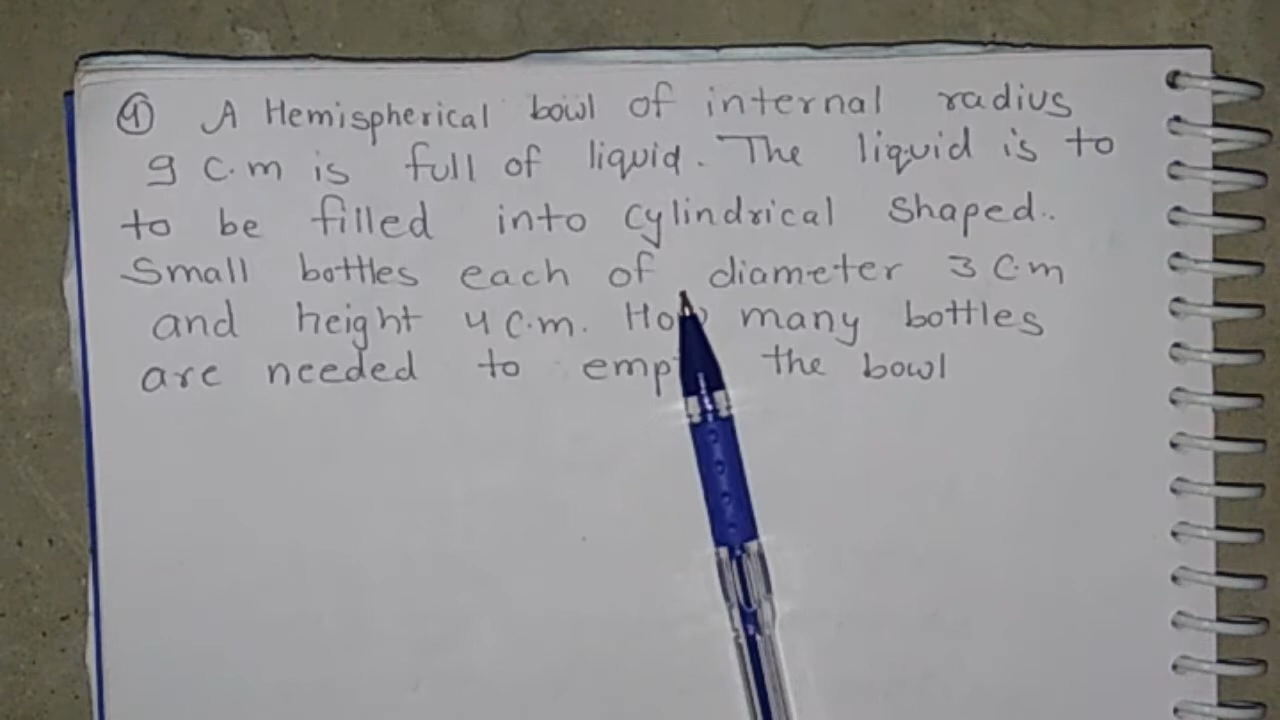 ① A Hemispherical bowl of internal radius
9 C.m is full of liquid. The liquid is to
to be filled into cylindrical Shaped..
Small bottles each of diameter 3 C.m
and height 4 C.m. How many bottles
are needed to the bowl